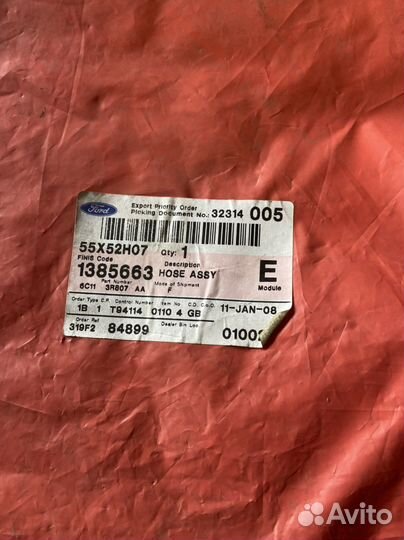 Ford
Export Priority Order
Picking Document No.: 32314 005
55X52H07 Qty: 1
FINIS Code Description
1385663 HOSE ASSY E
Part Number Mode of Shipment Module
6C11 3R807 AA F
Order Type C.P. Control Number Item No C.D. C.o.O. 11-JAN-08
1B 1 T94114 0110 4 GB
Order Ref Dealer Bin Loc
319F2 84899 0100
Avito